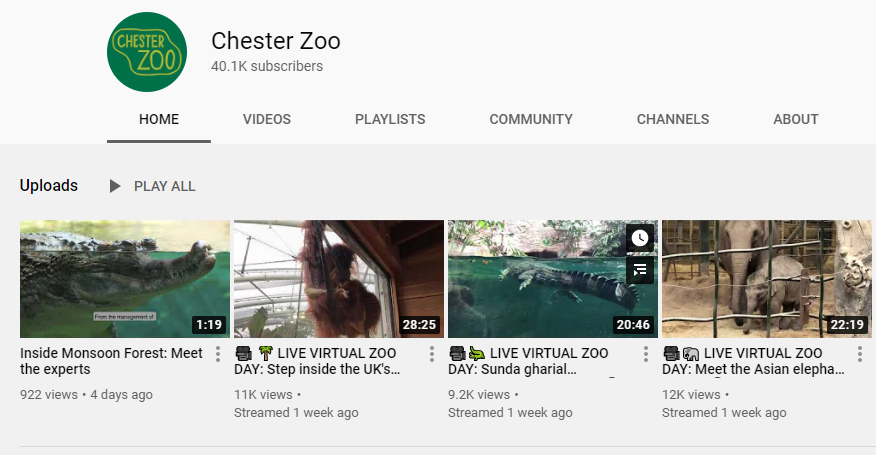 CHESTER
ZOO
Chester Zoo
40.1K subscribers
HOME VIDEOS PLAYLISTS COMMUNITY CHANNELS ABOUT
Uploads PLAY ALL
From the management of
1:19 28:25 20:46 22:19
Inside Monsoon Forest: Meet
the experts
922 views • 4 days ago
LIVE VIRTUAL ZOO
DAY: Step inside the UK's...
11K views •
Streamed 1 week ago
LIVE VIRTUAL ZOO
DAY: Sunda gharial...
9.2K views •
Streamed 1 week ago
LIVE VIRTUAL ZOO
DAY: Meet the Asian elepha...
12K views •
Streamed 1 week ago